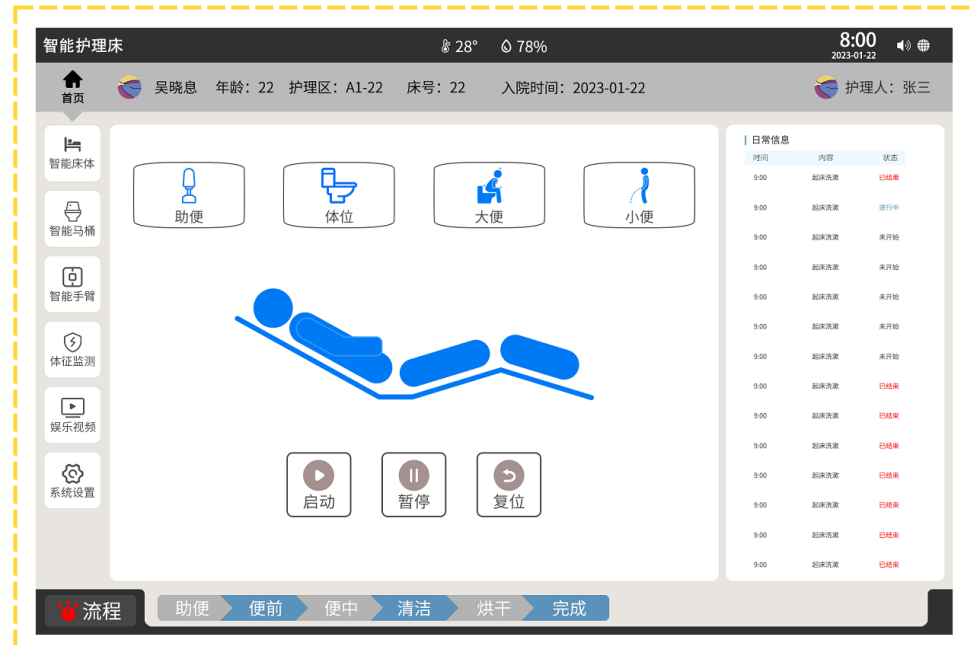 智能护理床 28° 78% 8:00
2023-01-22
首页 吴晓息 年龄：22 护理区：A1-22 床号：22 入院时间：2023-01-22 护理人：张三
智能床体
智能马桶
智能手臂
体征监测
娱乐视频
系统设置
助便 体位 大便 小便
启动 暂停 复位
日常信息
时间 内容 状态
9:00 起床洗漱 已结束
9:00 起床洗漱 进行中
9:00 起床洗漱 未开始
9:00 起床洗漱 未开始
9:00 起床洗漱 未开始
9:00 起床洗漱 未开始
9:00 起床洗漱 未开始
9:00 起床洗漱 已结束
9:00 起床洗漱 已结束
9:00 起床洗漱 已结束
9:00 起床洗漱 已结束
9:00 起床洗漱 已结束
9:00 起床洗漱 已结束
9:00 起床洗漱 已结束
流程 助便 便前 便中 清洁 烘干 完成